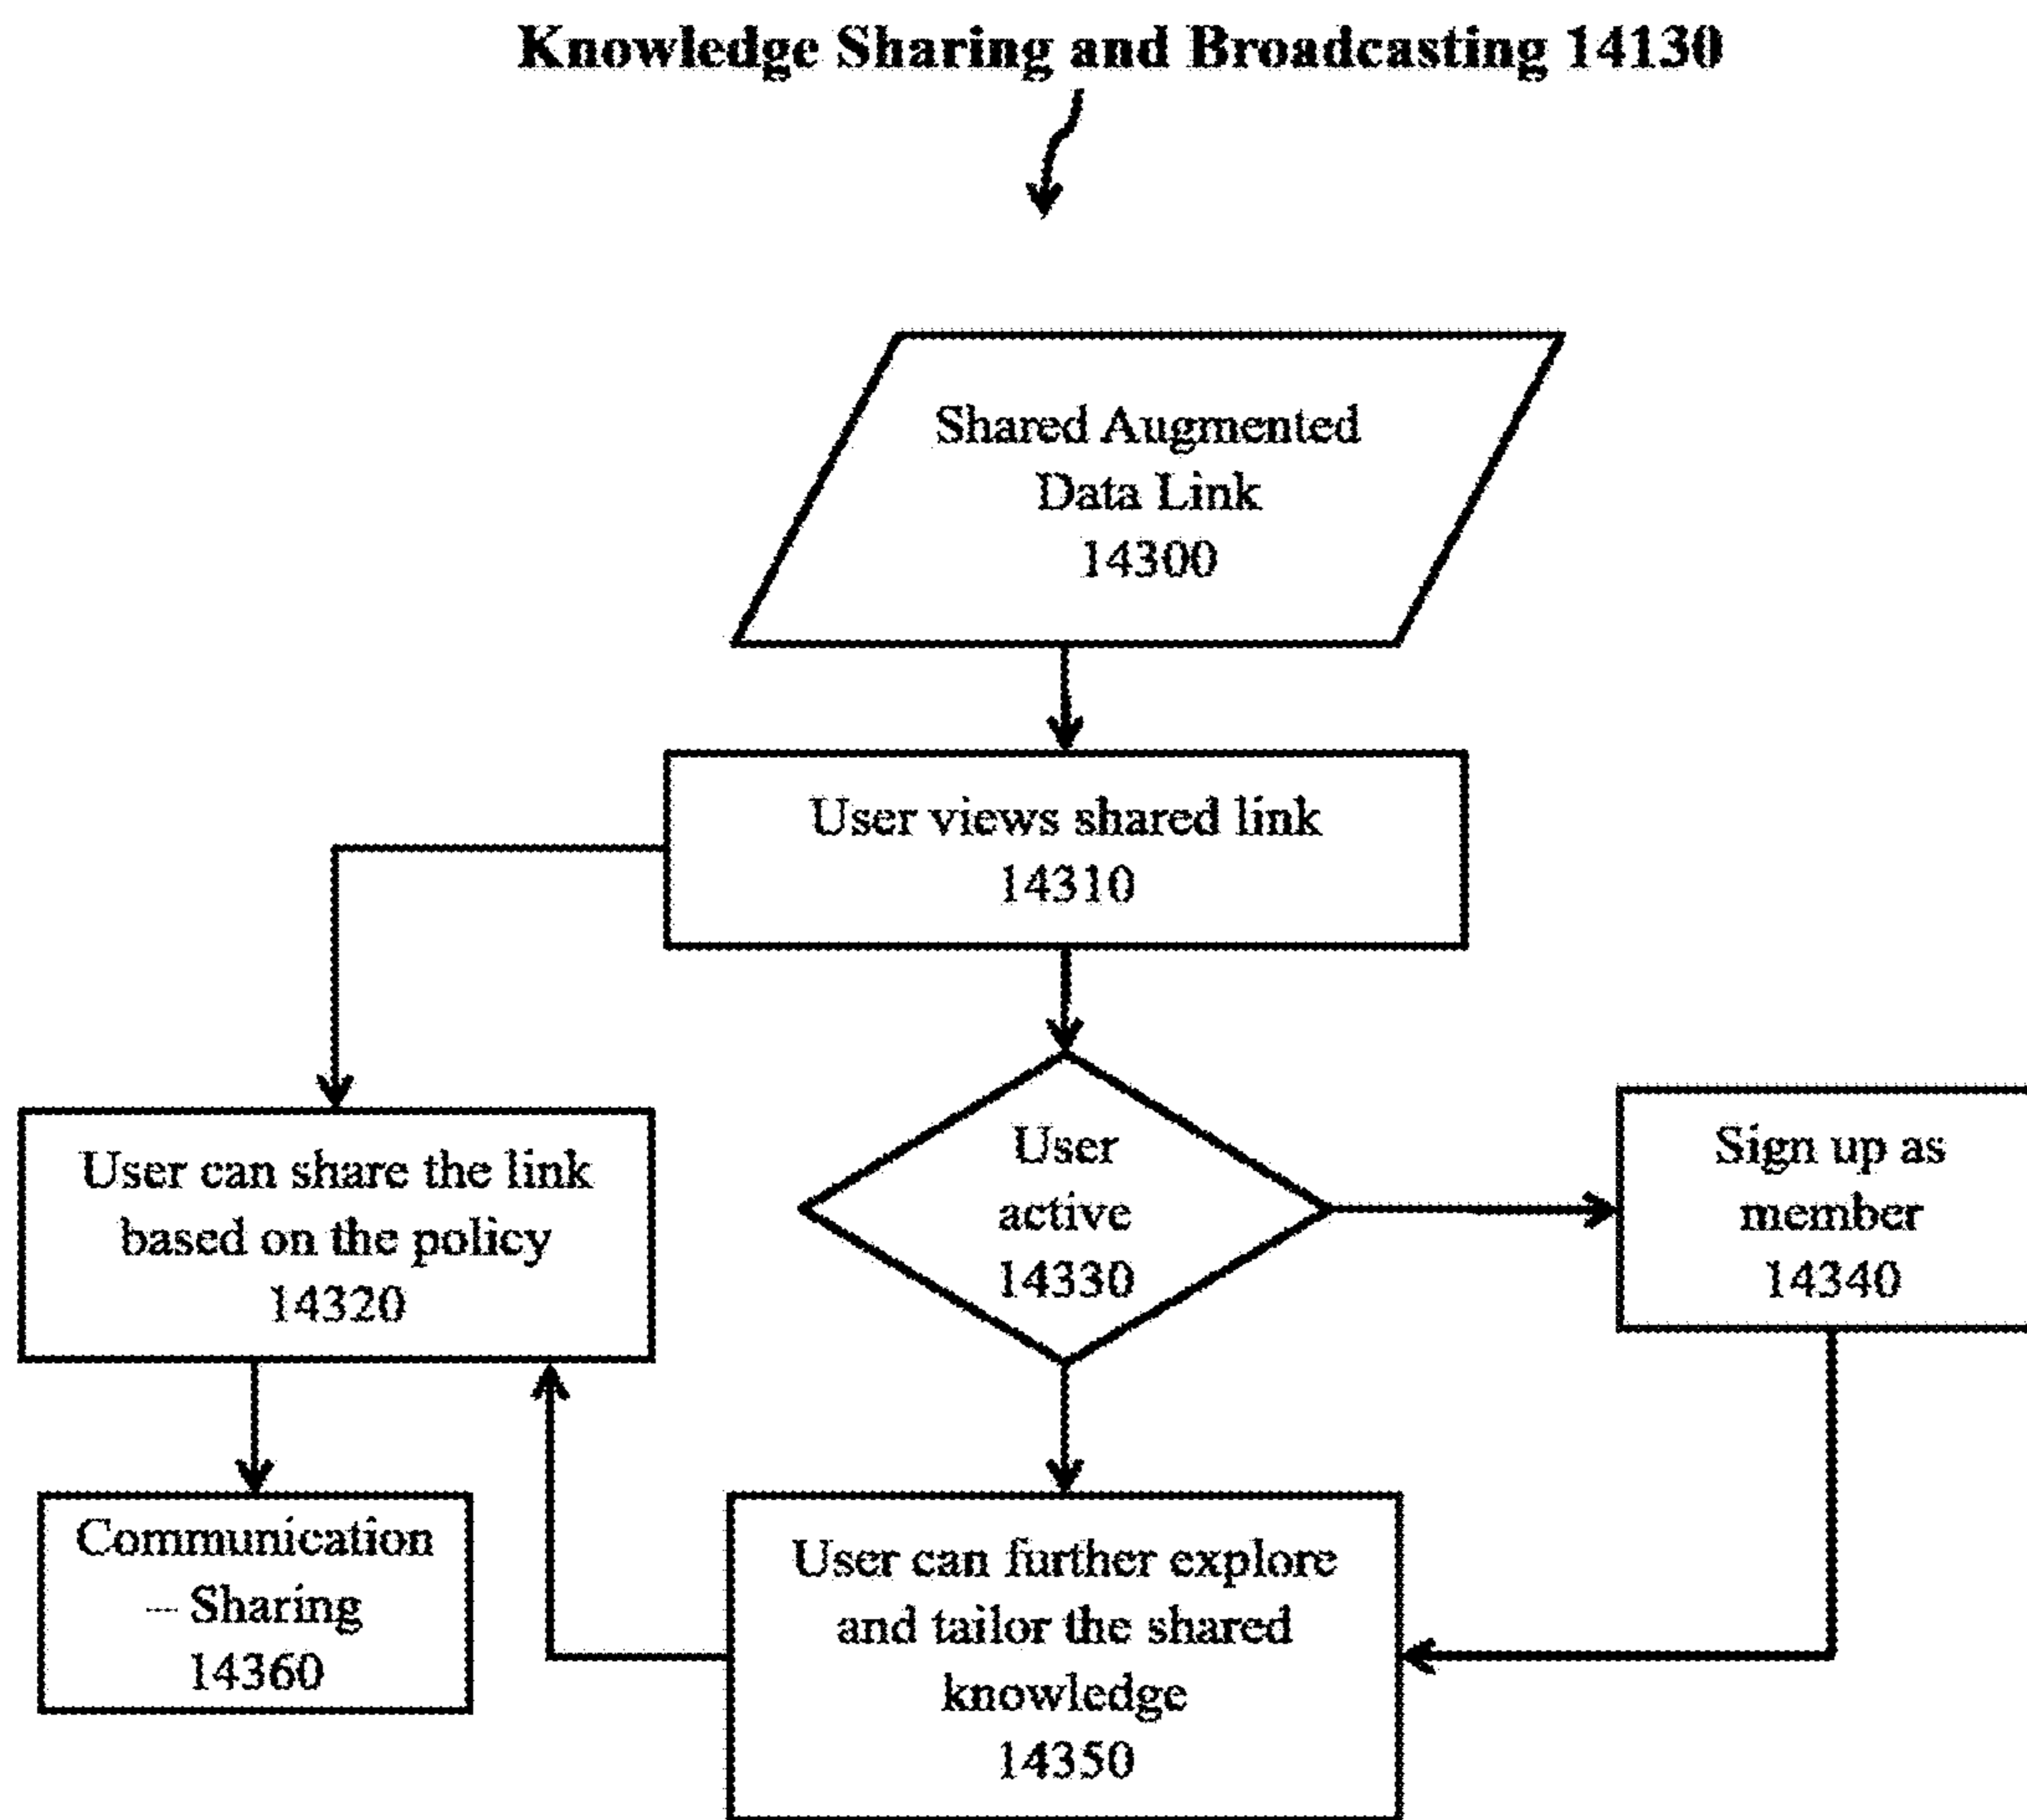 Knowledge Sharing and Broadcasting 14130
Shared Augmented
Data Link
14300
User views shared link
14310
User can share the link
based on the policy
14320
User
active
14330
Sign up as
member
14340
Communication
– Sharing
14360
User can further explore
and tailor the shared
knowledge
14350